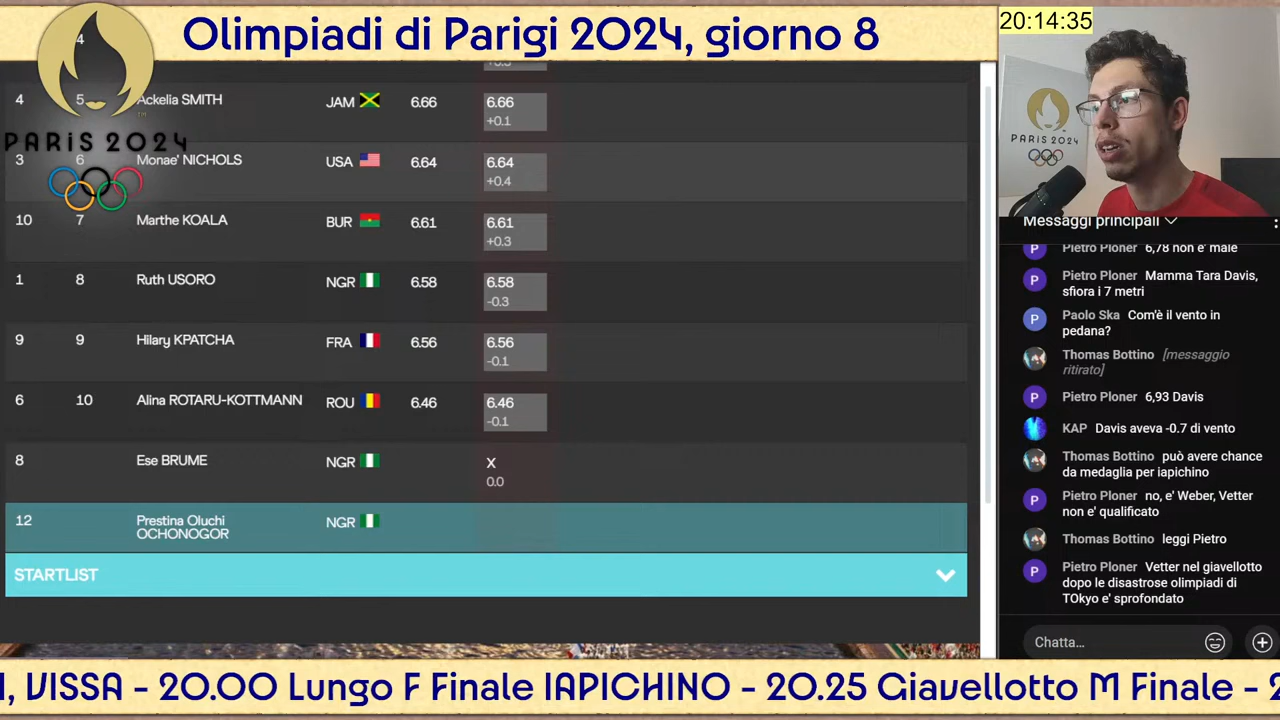 Olimpiadi di Parigi 2024, giorno 8
20:14:35
4
4 5 Ackelia SMITH JAM 6.66 6.66
+0.1
PARIS 2024
3 6 Monae' NICHOLS USA 6.64 6.64
+0.4
10 7 Marthe KOALA BUR 6.61 6.61
+0.3
1 8 Ruth USORO NGR 6.58 6.58
-0.3
9 9 Hilary KPATCHA FRA 6.56 6.56
-0.1
6 10 Alina ROTARU-KOTTMANN ROU 6.46 6.46
-0.1
8 Ese BRUME NGR X
0.0
12 Prestina Oluchi NGR
OCHONOGOR
STARTLIST
PARIS 2024
Messaggi principali
P Pietro Ploner 6,78 non e' male
P Pietro Ploner Mamma Tara Davis,
sfiora i 7 metri
P Paolo Ska Com'è il vento in
pedana?
Thomas Bottino [messaggio
ritirato]
P Pietro Ploner 6,93 Davis
KAP Davis aveva -0.7 di vento
Thomas Bottino può avere chance
da medaglia per iapichino
P Pietro Ploner no, e' Weber, Vetter
non e' qualificato
Thomas Bottino leggi Pietro
P Pietro Ploner Vetter nel giavellotto
dopo le disastrose olimpiadi di
TOkyo e' sprofondato
Chatta...
, VISSA - 20.00 Lungo F Finale IAPICHINO - 20.25 Giavellotto M Finale - 2